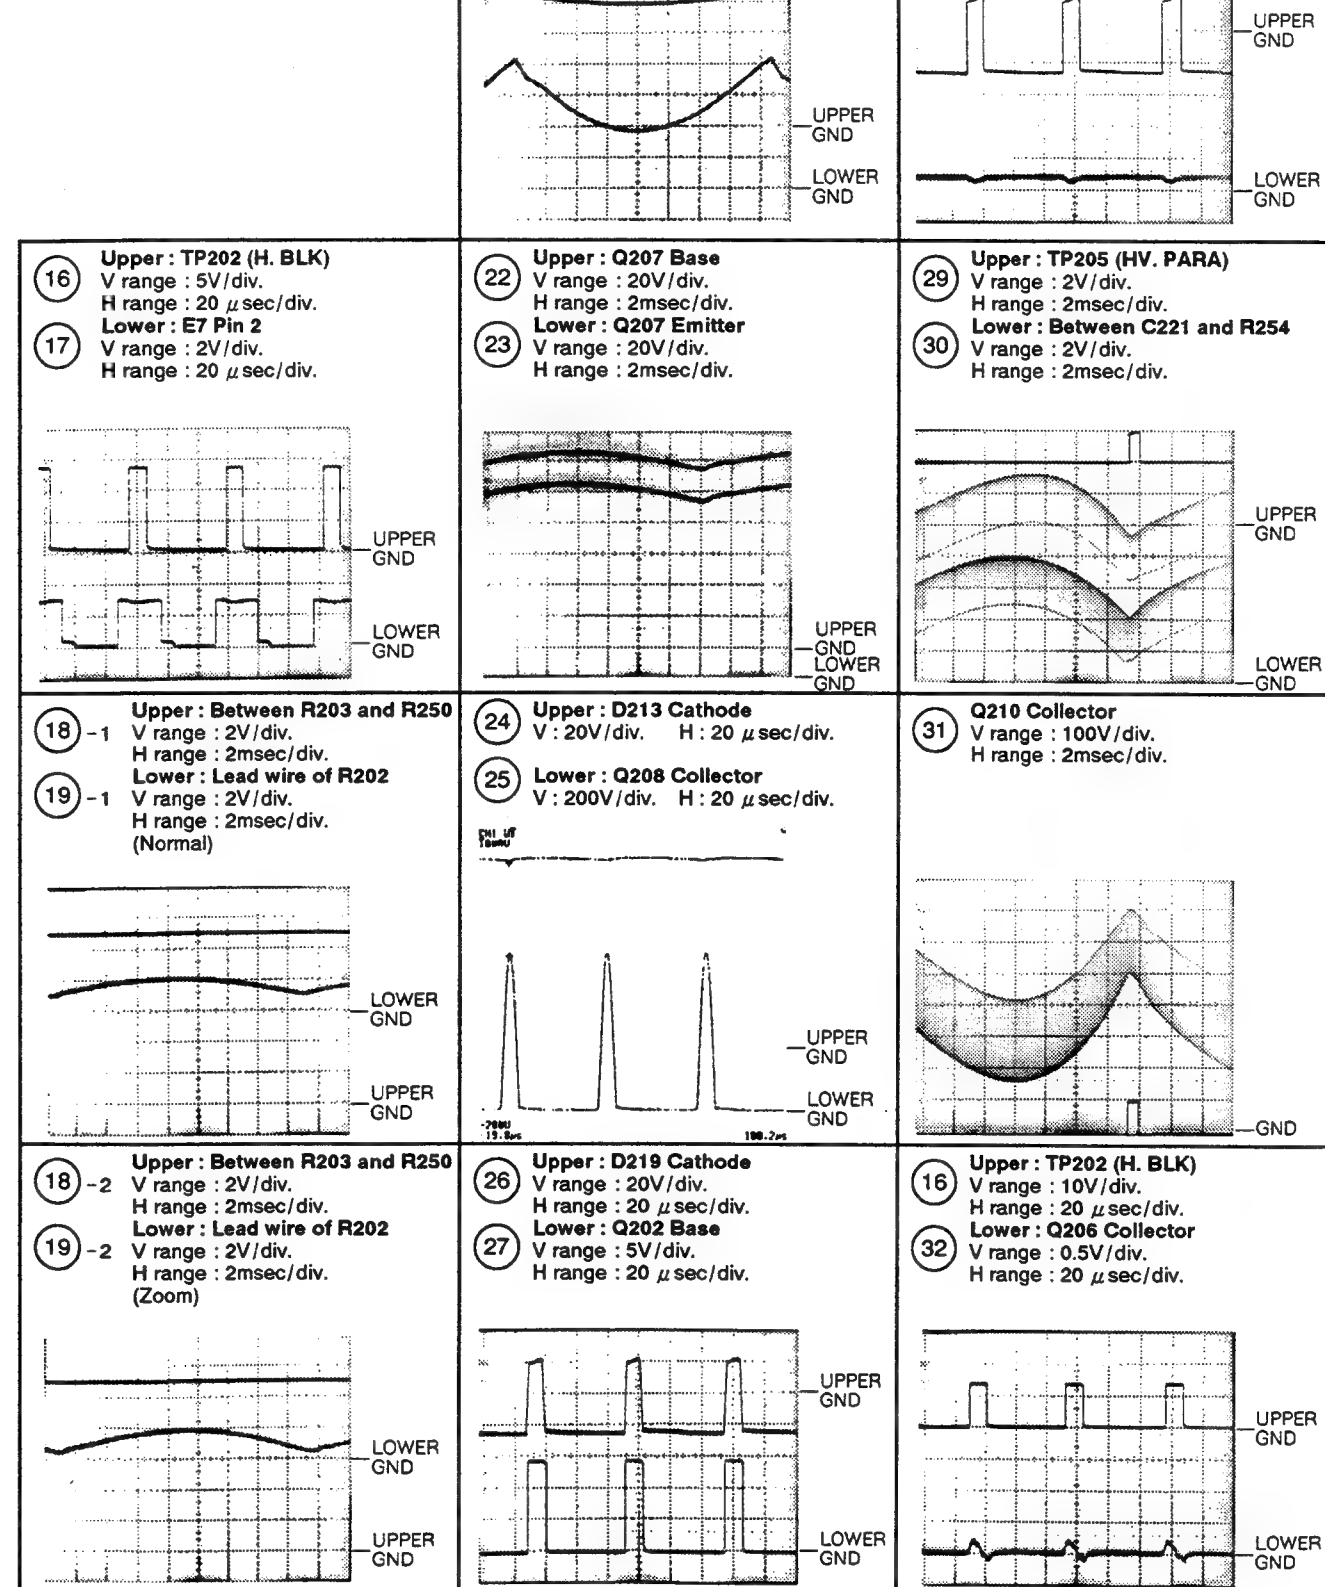 UPPER
GND
LOWER
GND
UPPER
GND
LOWER
GND
16 Upper : TP202 (H. BLK)
V range : 5V/div.
H range : 20 μsec/div.
17 Lower : E7 Pin 2
V range : 2V/div.
H range : 20 μsec/div.
UPPER
GND
LOWER
GND
22 Upper : Q207 Base
V range : 20V/div.
H range : 2msec/div.
23 Lower : Q207 Emitter
V range : 20V/div.
H range : 2msec/div.
UPPER
GND
LOWER
GND
29 Upper : TP205 (HV. PARA)
V range : 2V/div.
H range : 2msec/div.
30 Lower : Between C221 and R254
V range : 2V/div.
H range : 2msec/div.
UPPER
GND
LOWER
GND
18 -1 Upper : Between R203 and R250
V range : 2V/div.
H range : 2msec/div.
19 -1 Lower : Lead wire of R202
V range : 2V/div.
H range : 2msec/div.
(Normal)
LOWER
GND
UPPER
GND
24 Upper : D213 Cathode
V : 20V/div. H : 20 μsec/div.
25 Lower : Q208 Collector
V : 200V/div. H : 20 μsec/div.
UPPER
GND
LOWER
GND
-200U
19.8μs 100.2μs
31 Q210 Collector
V range : 100V/div.
H range : 2msec/div.
GND
18 -2 Upper : Between R203 and R250
V range : 2V/div.
H range : 2msec/div.
19 -2 Lower : Lead wire of R202
V range : 2V/div.
H range : 2msec/div.
(Zoom)
LOWER
GND
UPPER
GND
26 Upper : D219 Cathode
V range : 20V/div.
H range : 20 μsec/div.
27 Lower : Q202 Base
V range : 5V/div.
H range : 20 μsec/div.
UPPER
GND
LOWER
GND
16 Upper : TP202 (H. BLK)
V range : 10V/div.
H range : 20 μsec/div.
32 Lower : Q206 Collector
V range : 0.5V/div.
H range : 20 μsec/div.
UPPER
GND
LOWER
GND